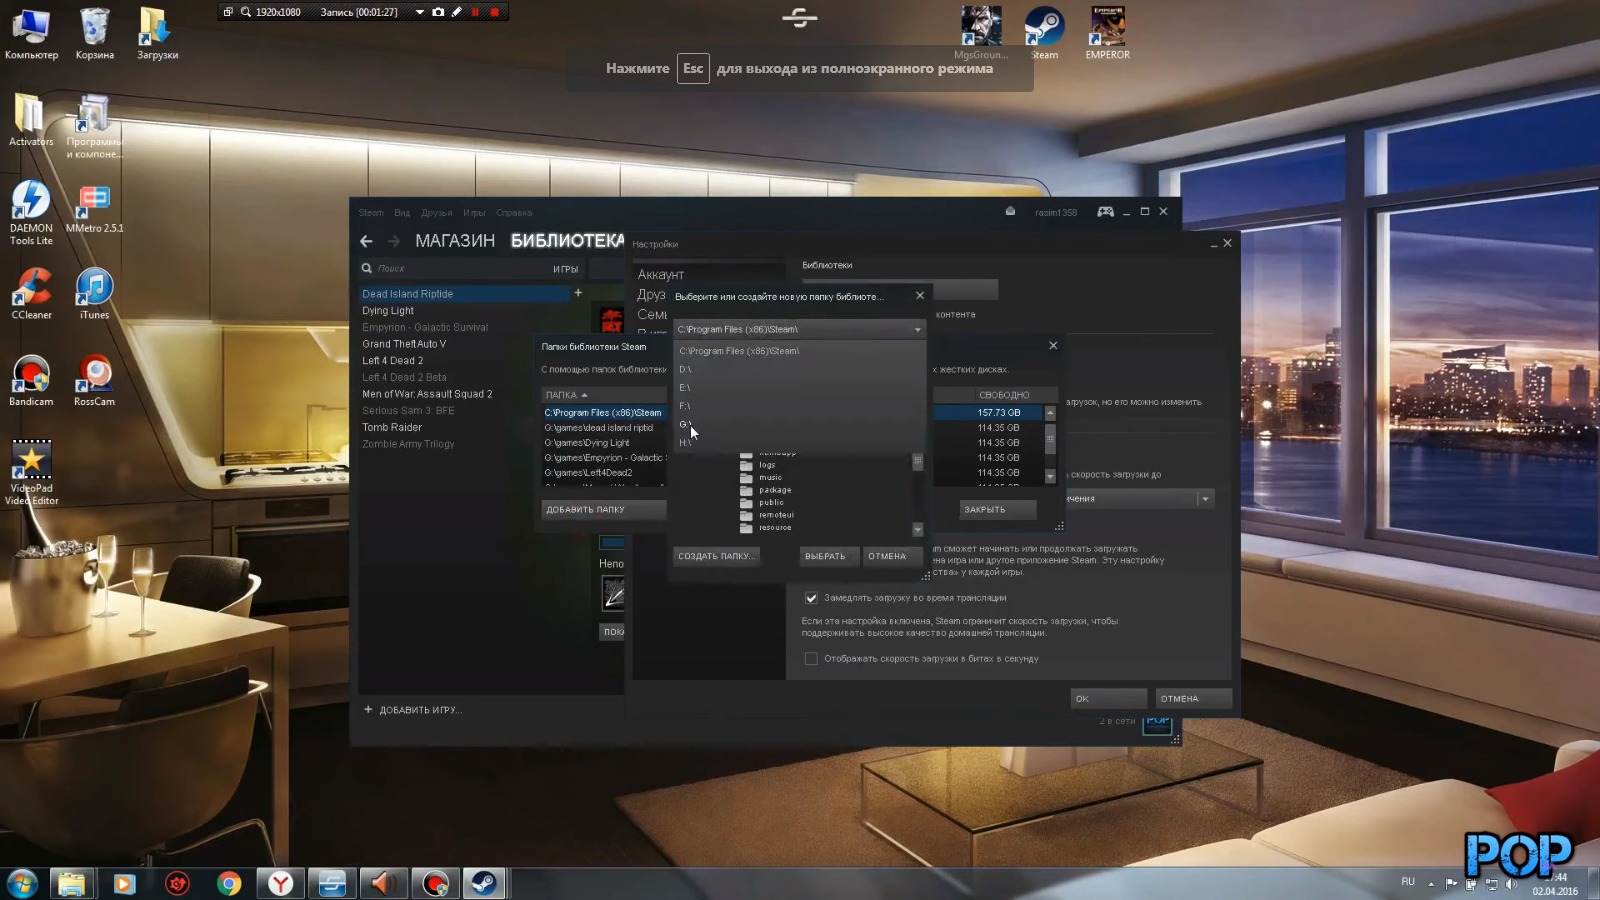 1920x1080
Запись [00:01:27]
Компьютер
Корзина
Загрузки
MgsGroun...
Steam
EMPEROR
Нажмите Esc для выхода из полноэкранного режима
Activators
Программы и компоне...
DAEMON Tools Lite
MMetro 2.5.1
CCleaner
iTunes
Bandicam
RossCam
VideoPad Video Editor
Steam Вид Друзья Игры Справка
rasim1358
МАГАЗИН БИБЛИОТЕКА
Поиск
ИГРЫ
Dead Island Riptide
Dying Light
Empyrion - Galactic Survival
Grand TheftAuto V
Left 4 Dead 2
Left 4 Dead 2 Beta
Men of War: Assault Squad 2
Serious Sam 3: BFE
Tomb Raider
Zombie Army Trilogy
+ ДОБАВИТЬ ИГРУ...
2 в сети
Настройки
Аккаунт
Друз
Семь
Библиотеки
контента
агрузок, но его можно изменить
ь скорость загрузки до
ичения
am сможет начинать или продолжать загружать
ена игра или другое приложение Steam. Эту настройку
ства» у каждой игры.
Замедлять загрузку во время трансляции
Если эта настройка включена, Steam ограничит скорость загрузки, чтобы
поддерживать высокое качество домашней трансляции.
Отображать скорость загрузки в битах в секунду
OK
ОТМЕНА
Папки библиотеки Steam
С помощью папок библиотеки
х жестких дисках.
ПАПКА
СВОБОДНО
C:\Program Files (x86)\Steam
157.73 GB
G:\games\dead island riptid
114.35 GB
G:\games\Dying Light
114.35 GB
G:\games\Empyrion - Galactic
114.35 GB
G:\games\Left4Dead2
114.35 GB
ДОБАВИТЬ ПАПКУ
ЗАКРЫТЬ
Непо
ПОКА
Выберите или создайте новую папку библиоте...
C:\Program Files (x86)\Steam\
C:\Program Files (x86)\Steam\
D:\
E:\
F:\
G:\
H:\
logs
music
package
public
remoteui
resource
СОЗДАТЬ ПАПКУ...
ВЫБРАТЬ
ОТМЕНА
POP
POP
RU
02.04.2016